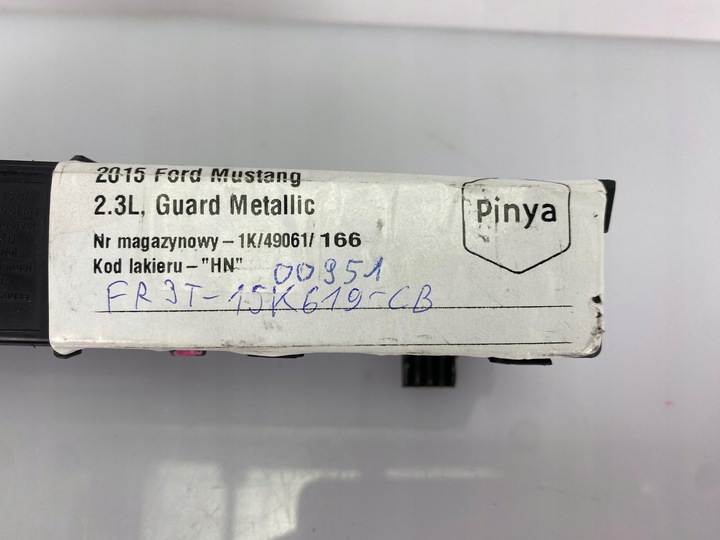 2015 Ford Mustang
2.3L, Guard Metallic
Pinya
Nr magazynowy – 1K/49061/ 166
Kod lakieru – "HN"
00951
FR3T-15K619-CB